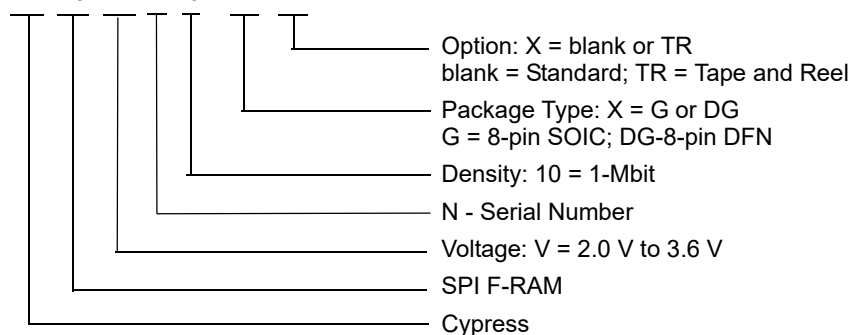 Option: X = blank or TR
blank = Standard; TR = Tape and Reel
Package Type: X = G or DG
G = 8-pin SOIC; DG-8-pin DFN
Density: 10 = 1-Mbit
N - Serial Number
Voltage: V = 2.0 V to 3.6 V
SPI F-RAM
Cypress